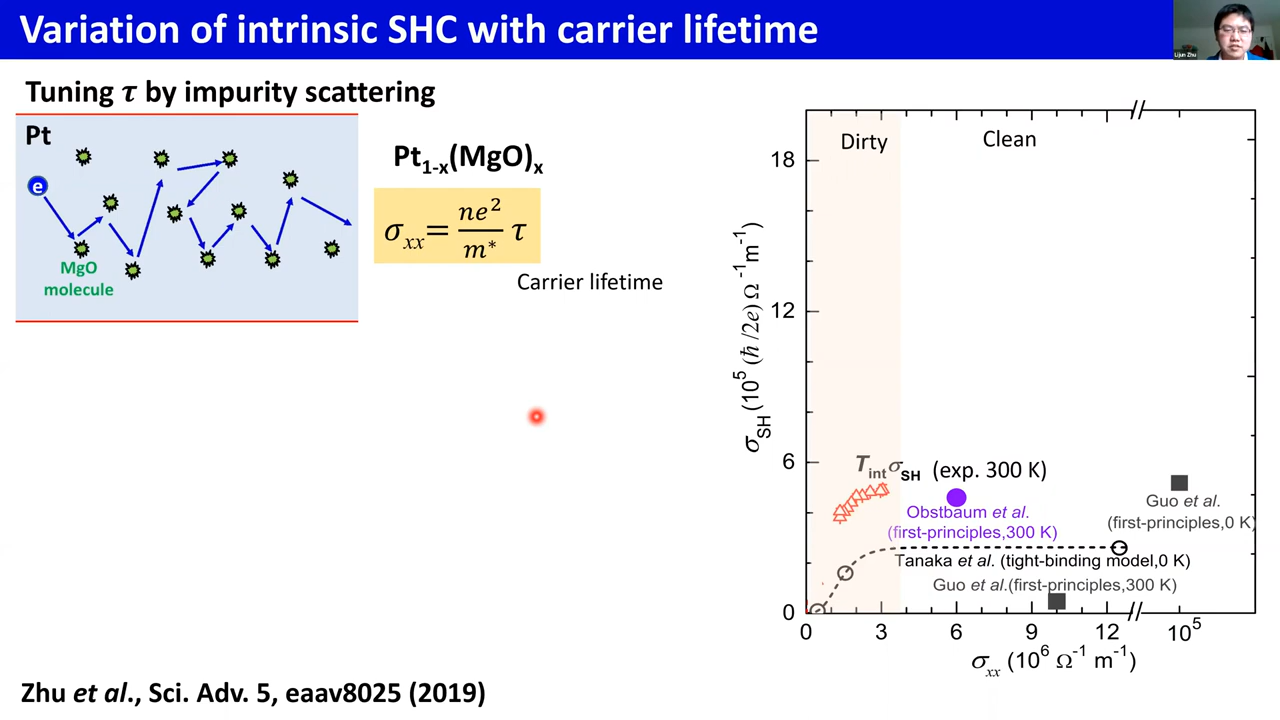 Variation of intrinsic SHC with carrier lifetime
Lijun Zhu
Tuning τ by impurity scattering
Pt
e
MgO
molecule
Pt1-x(MgO)x
σxx= ne²/m* τ
Carrier lifetime
Dirty
Clean
18
12
6
0
σSH (10⁵ (ℏ/2e) Ω⁻¹m⁻¹)
TintσSH (exp. 300 K)
Obstbaum et al.
(first-principles,300 K)
Guo et al.
(first-principles,0 K)
Tanaka et al. (tight-binding model,0 K)
Guo et al.(first-principles,300 K)
0 3 6 9 12 10⁵
σxx (10⁶ Ω⁻¹ m⁻¹)
Zhu et al., Sci. Adv. 5, eaav8025 (2019)